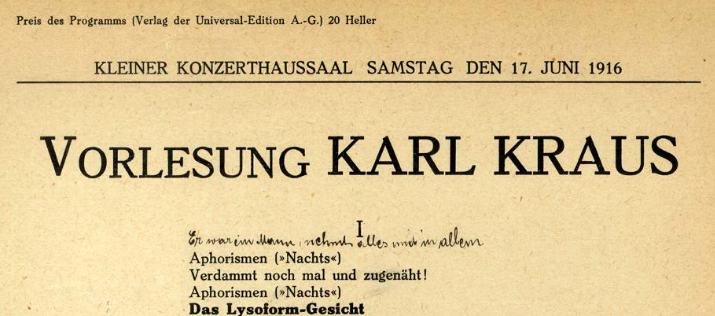 Preis des Programms (Verlag der Universal-Edition A.-G.) 20 Heller
KLEINER KONZERTHAUSSAAL SAMSTAG DEN 17. JUNI 1916
VORLESUNG KARL KRAUS
I
Er war ein Mann, nehmt alles nur in allem
Aphorismen (»Nachts«)
Verdammt noch mal und zugenäht!
Aphorismen (»Nachts«)
Das Lysoform-Gesicht